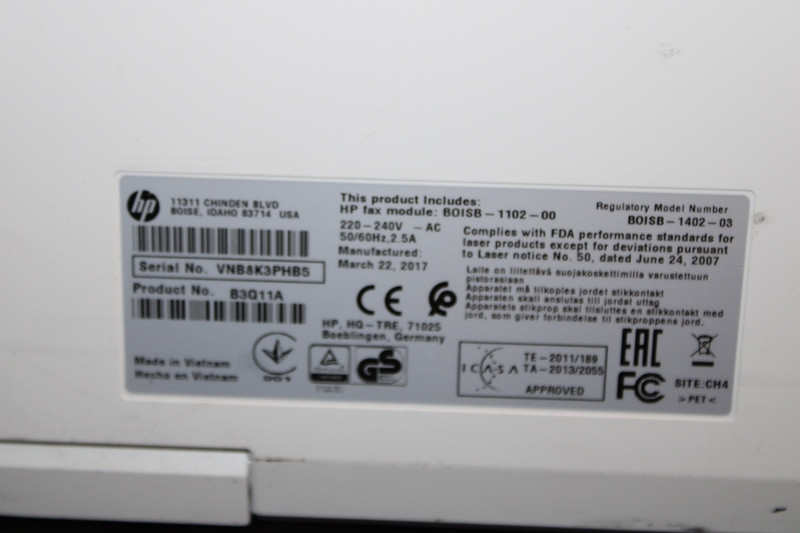 hp
11311 CHINDEN BLVD
BOISE, IDAHO 83714 USA
Serial No. VNB8K3PHB5
Product No. B3Q11A
Made in Vietnam
Hecho en Vietnam
001
This product Includes:
HP fax module: BOISB-1102-00
220-240V ~ AC
50/60Hz, 2.5A
Manufactured:
March 22, 2017
CE
HP, HQ-TRE, 71025
Boeblingen, Germany
GS
Regulatory Model Number
BOISB-1402-03
Complies with FDA performance standards for
laser products except for deviations pursuant
to Laser notice No. 50, dated June 24, 2007
Laite on liitettävä suojakoskettimilla varustettuun
pistorasiaan
Apparatet må tilkoples jordet stikkontakt
Apparaten skall anslutas till jordat uttag
Apparatets stikprop skal tilsluttes en stikkontakt med
jord, som giver forbindelse til stikproppens jord.
ICASA
TE-2011/189
TA-2013/2055
APPROVED
EAC
FC
SITE:CH4
>PET<